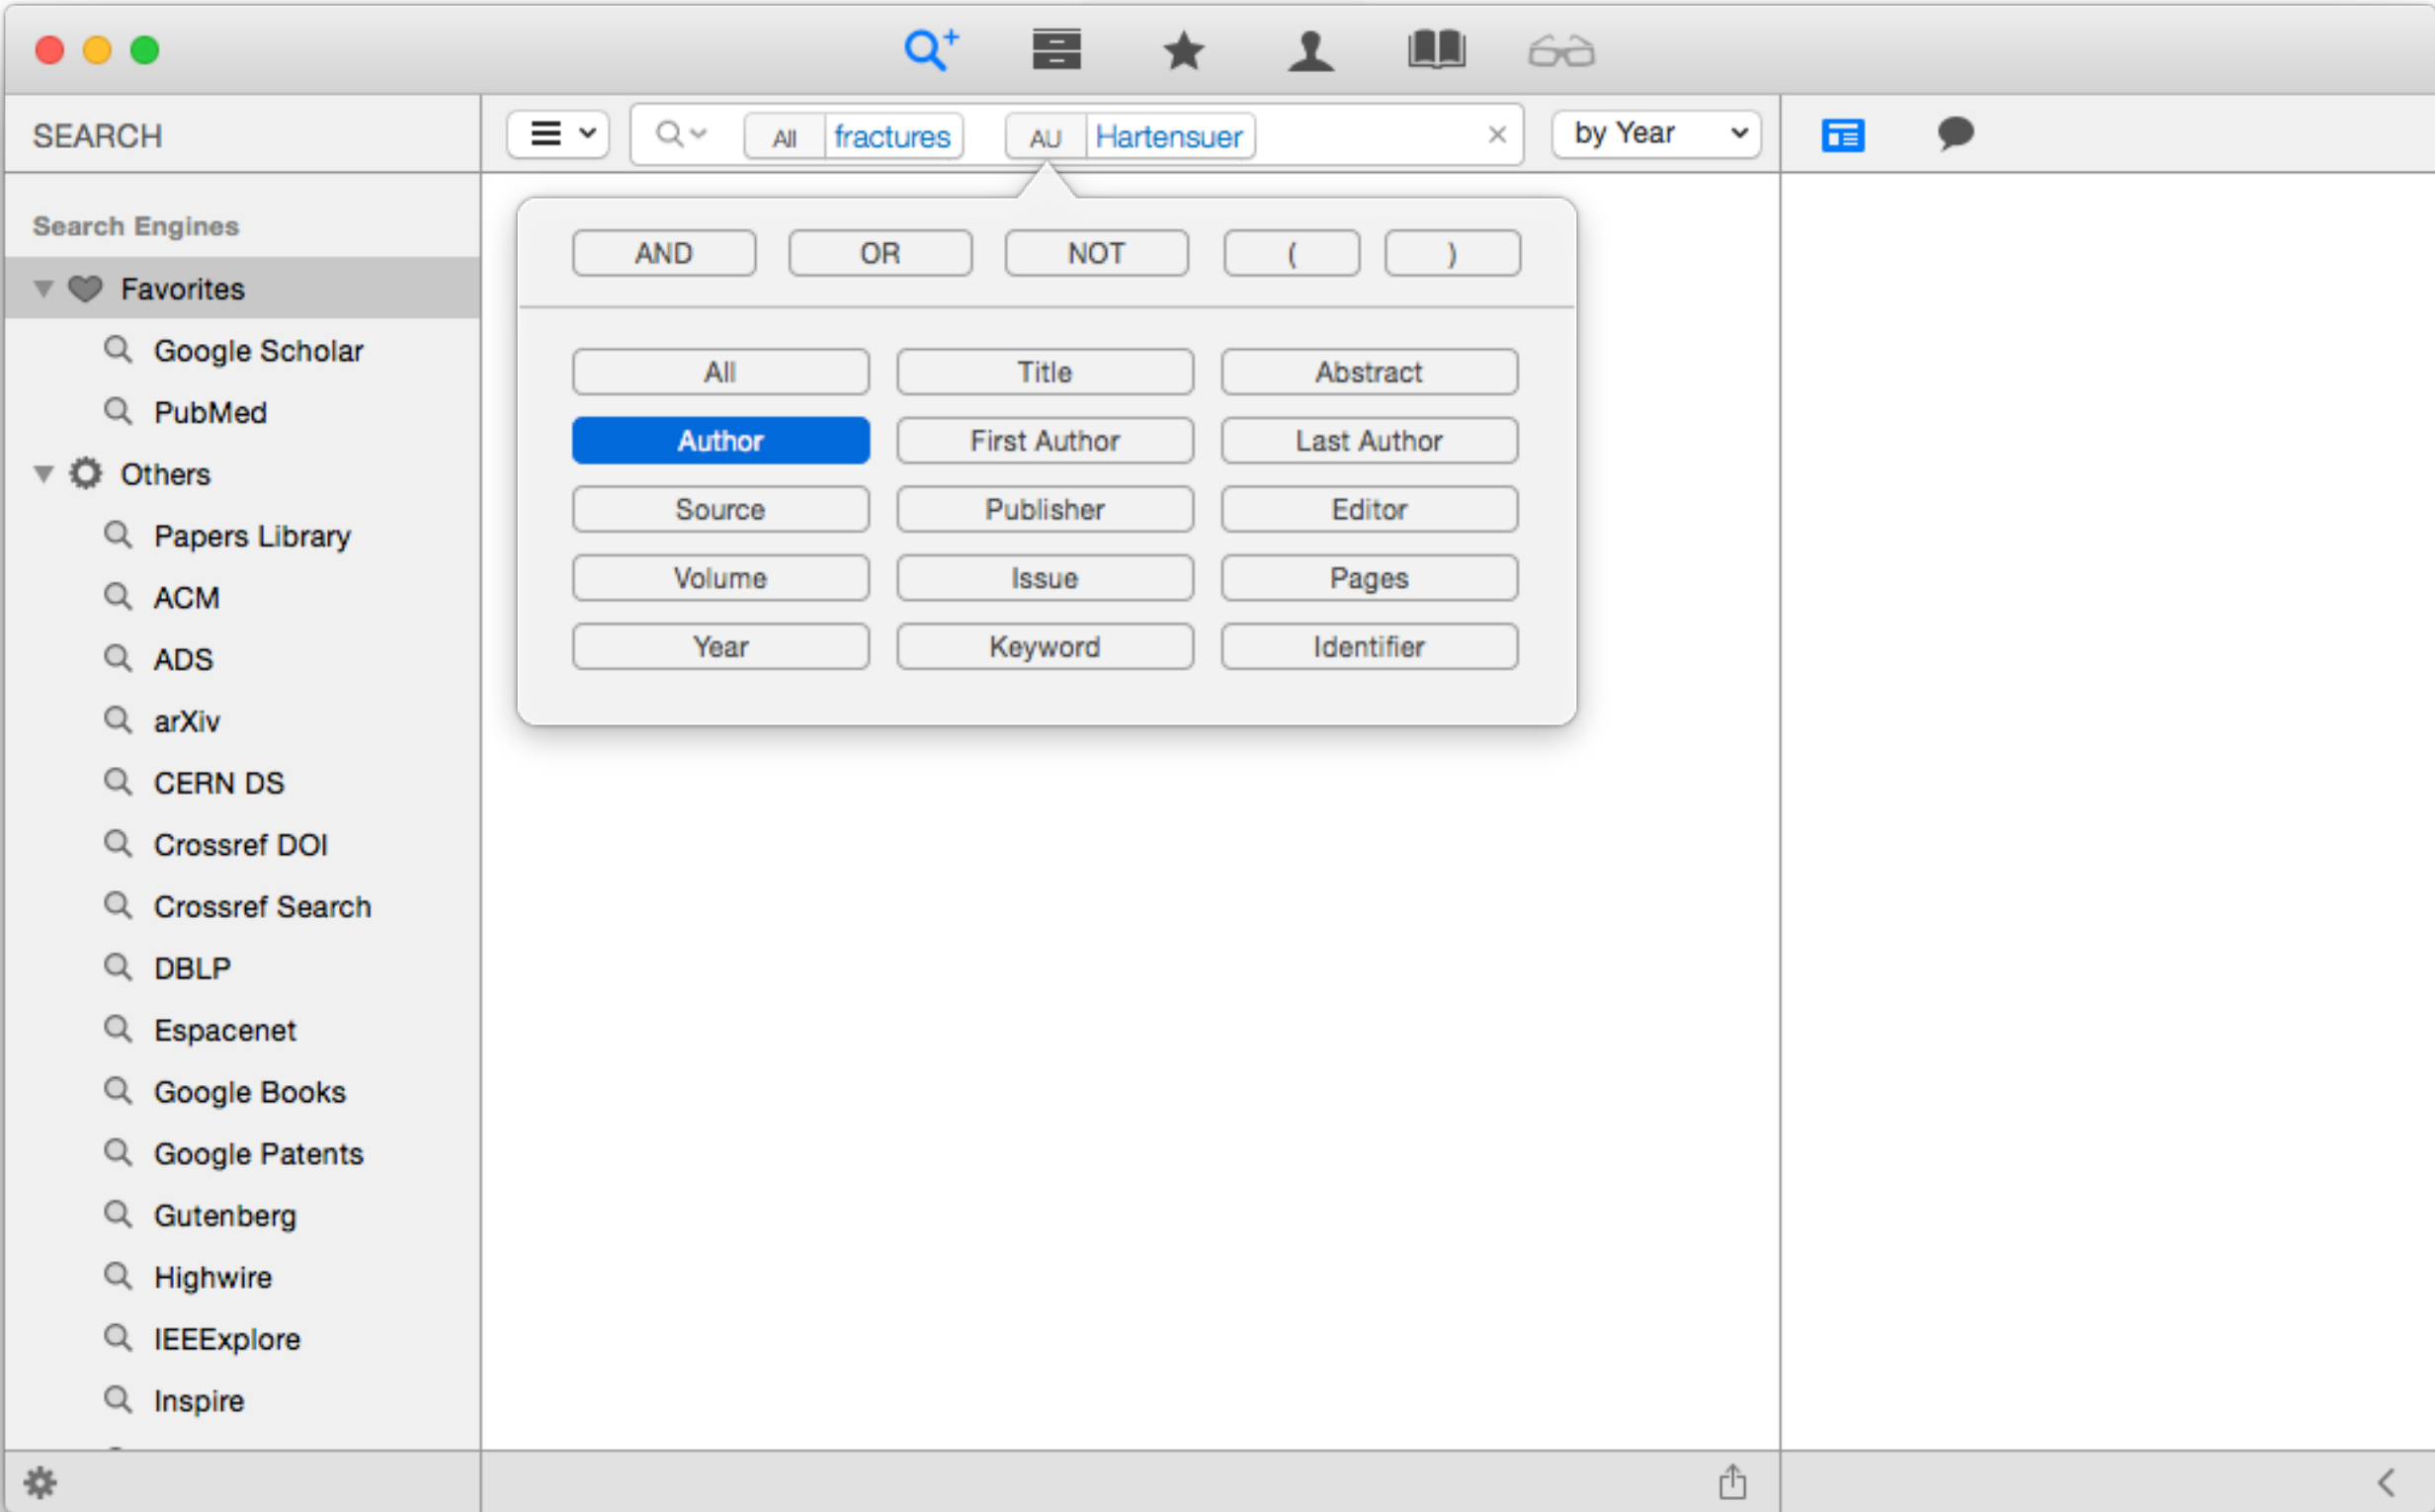 SEARCH
All fractures AU Hartensuer by Year
Search Engines
Favorites
Google Scholar
PubMed
Others
Papers Library
ACM
ADS
arXiv
CERN DS
Crossref DOI
Crossref Search
DBLP
Espacenet
Google Books
Google Patents
Gutenberg
Highwire
IEEExplore
Inspire
AND OR NOT ( )
All Title Abstract
Author First Author Last Author
Source Publisher Editor
Volume Issue Pages
Year Keyword Identifier